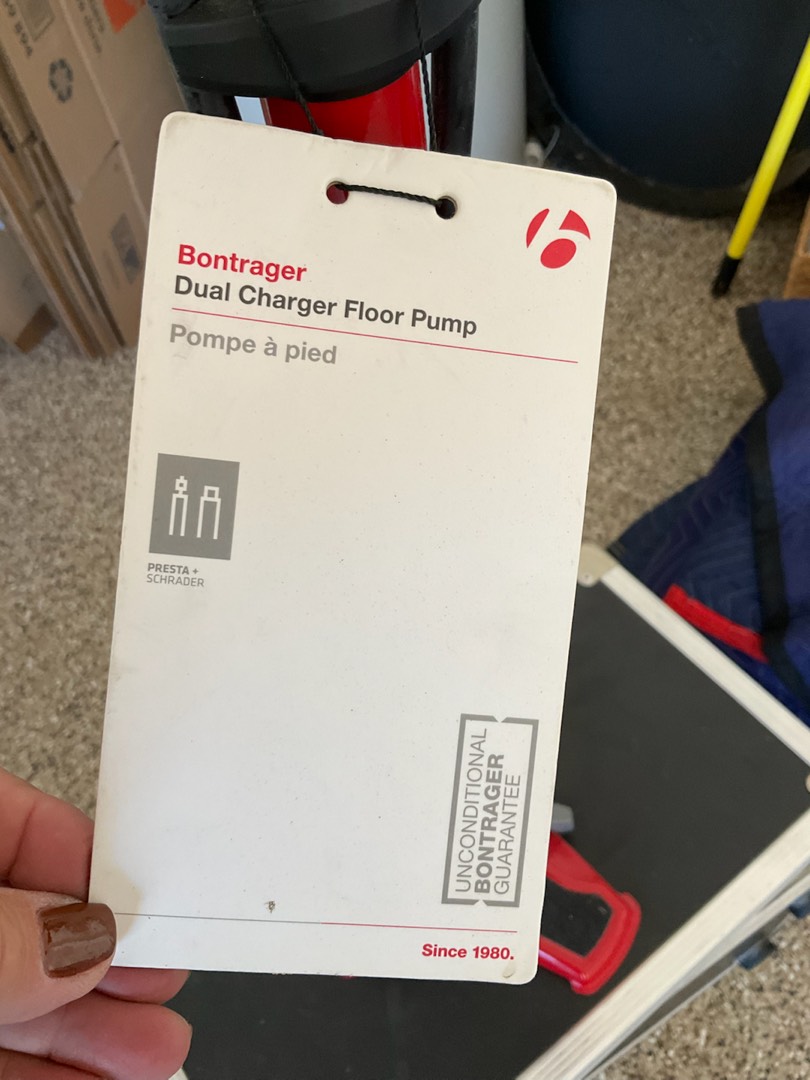 Bontrager
Dual Charger Floor Pump
Pompe à pied
PRESTA +
SCHRADER
UNCONDITIONAL
BONTRAGER
GUARANTEE
Since 1980.